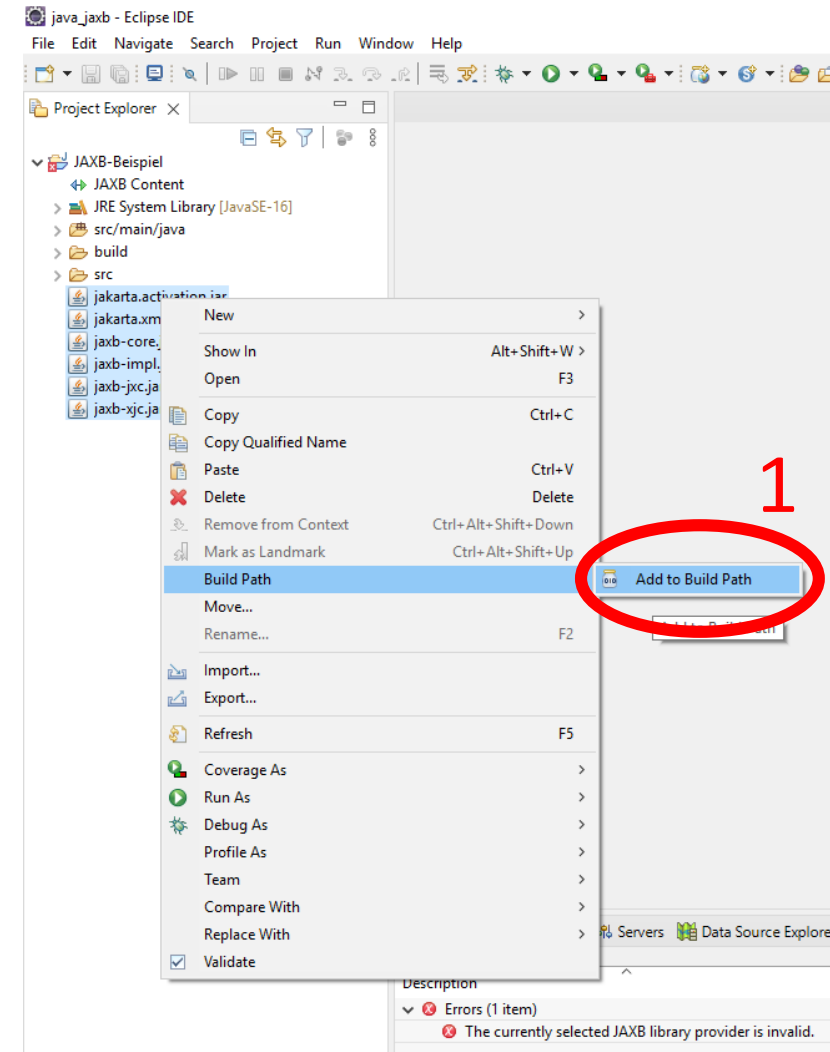 java_jaxb - Eclipse IDE
File Edit Navigate Search Project Run Window Help
Project Explorer
JAXB-Beispiel
JAXB Content
JRE System Library [JavaSE-16]
src/main/java
build
src
jakarta.activation.jar
jakarta.xm
jaxb-core.
jaxb-impl.
jaxb-jxc.ja
jaxb-xjc.ja
New
Show In Alt+Shift+W
Open F3
Copy Ctrl+C
Copy Qualified Name
Paste Ctrl+V
Delete Delete
Remove from Context Ctrl+Alt+Shift+Down
Mark as Landmark Ctrl+Alt+Shift+Up
Build Path
Move...
Rename... F2
Import...
Export...
Refresh F5
Coverage As
Run As
Debug As
Profile As
Team
Compare With
Replace With
Validate
1
Add to Build Path
Add to Build Path
Servers Data Source Explore
Description
Errors (1 item)
The currently selected JAXB library provider is invalid.